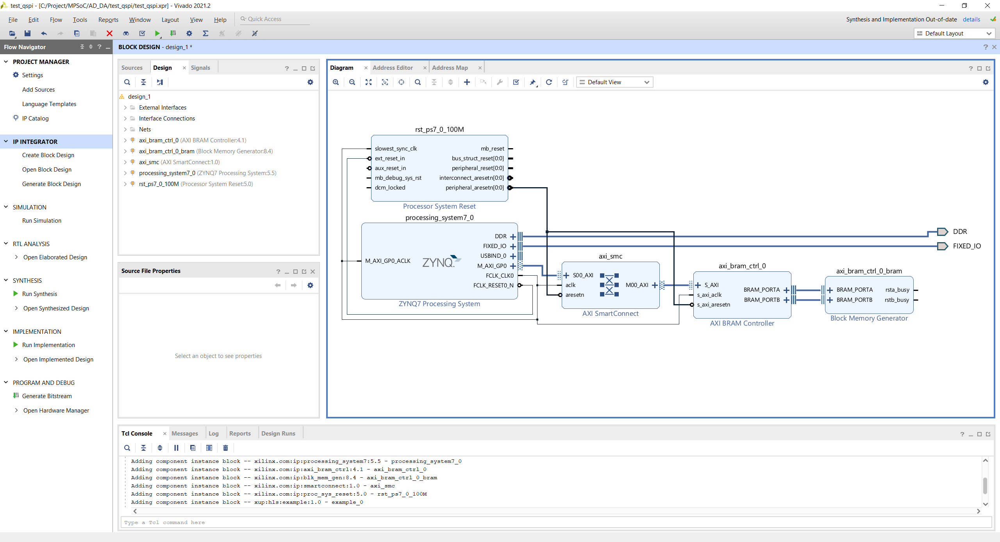 test_qspi - [C:/Project/MPSoC/AD_DA/test_qspi/test_qspi.xpr] - Vivado 2021.2
File Edit Flow Tools Reports Window Layout View Help Quick Access
Synthesis and Implementation Out-of-date details
Default Layout
Flow Navigator
PROJECT MANAGER
Settings
Add Sources
Language Templates
IP Catalog
IP INTEGRATOR
Create Block Design
Open Block Design
Generate Block Design
SIMULATION
Run Simulation
RTL ANALYSIS
Open Elaborated Design
SYNTHESIS
Run Synthesis
Open Synthesized Design
IMPLEMENTATION
Run Implementation
Open Implemented Design
PROGRAM AND DEBUG
Generate Bitstream
Open Hardware Manager
BLOCK DESIGN - design_1 *
Sources Design Signals
design_1
External Interfaces
Interface Connections
Nets
axi_bram_ctrl_0 (AXI BRAM Controller:4.1)
axi_bram_ctrl_0_bram (Block Memory Generator:8.4)
axi_smc (AXI SmartConnect:1.0)
processing_system7_0 (ZYNQ7 Processing System:5.5)
rst_ps7_0_100M (Processor System Reset:5.0)
Source File Properties
Select an object to see properties
Diagram Address Editor Address Map
Default View
rst_ps7_0_100M
slowest_sync_clk mb_reset
ext_reset_in bus_struct_reset[0:0]
aux_reset_in peripheral_reset[0:0]
mb_debug_sys_rst interconnect_aresetn[0:0]
dcm_locked peripheral_aresetn[0:0]
Processor System Reset
processing_system7_0
DDR
FIXED_IO
USBIND_0
M_AXI_GP0_ACLK ZYNQ. M_AXI_GP0
FCLK_CLK0
FCLK_RESET0_N
ZYNQ7 Processing System
axi_smc
S00_AXI
aclk M00_AXI
aresetn
AXI SmartConnect
axi_bram_ctrl_0
S_AXI
s_axi_aclk BRAM_PORTA
s_axi_aresetn BRAM_PORTB
AXI BRAM Controller
axi_bram_ctrl_0_bram
BRAM_PORTA rsta_busy
BRAM_PORTB rstb_busy
Block Memory Generator
DDR
FIXED_IO
Tcl Console Messages Log Reports Design Runs
Adding component instance block -- xilinx.com:ip:processing_system7:5.5 - processing_system7_0
Adding component instance block -- xilinx.com:ip:axi_bram_ctrl:4.1 - axi_bram_ctrl_0
Adding component instance block -- xilinx.com:ip:blk_mem_gen:8.4 - axi_bram_ctrl_0_bram
Adding component instance block -- xilinx.com:ip:smartconnect:1.0 - axi_smc
Adding component instance block -- xilinx.com:ip:proc_sys_reset:5.0 - rst_ps7_0_100M
Adding component instance block -- xup:hls:example:1.0 - example_0
Type a Tcl command here